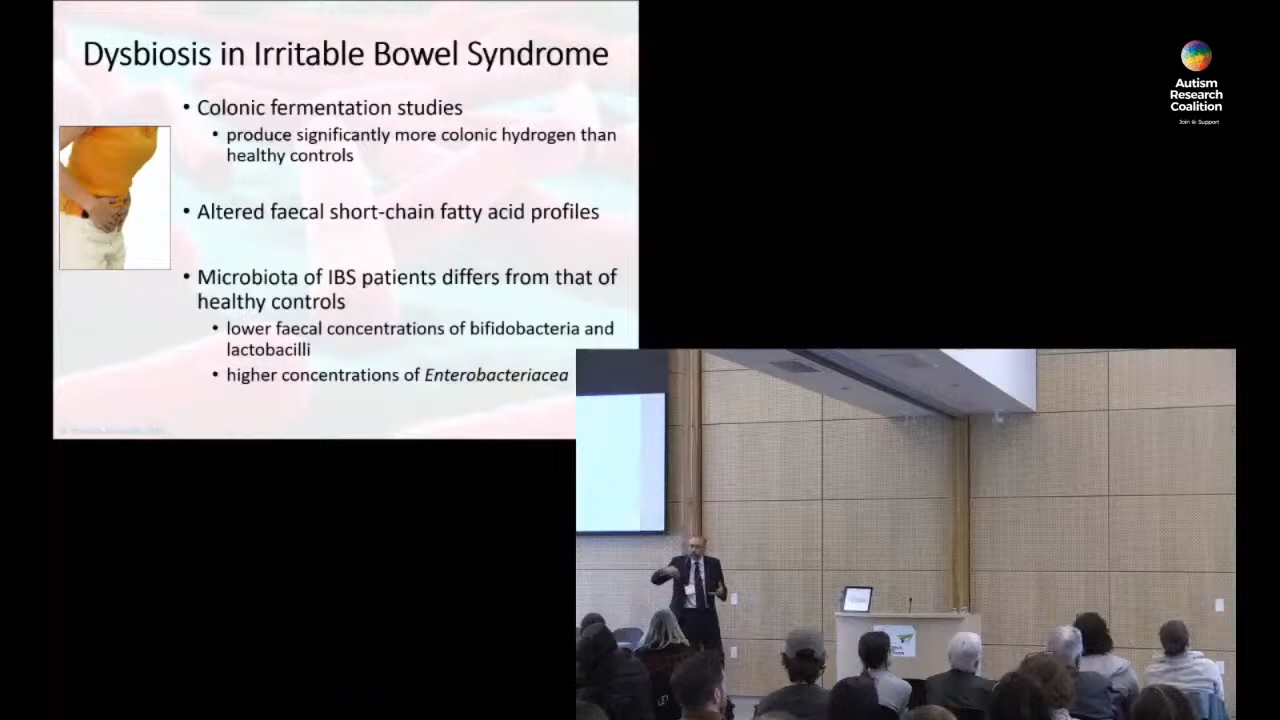 Dysbiosis in Irritable Bowel Syndrome
• Colonic fermentation studies
• produce significantly more colonic hydrogen than
healthy controls
• Altered faecal short-chain fatty acid profiles
• Microbiota of IBS patients differs from that of
healthy controls
• lower faecal concentrations of bifidobacteria and
lactobacilli
• higher concentrations of Enterobacteriacea
Autism
Research
Coalition
Join & Support